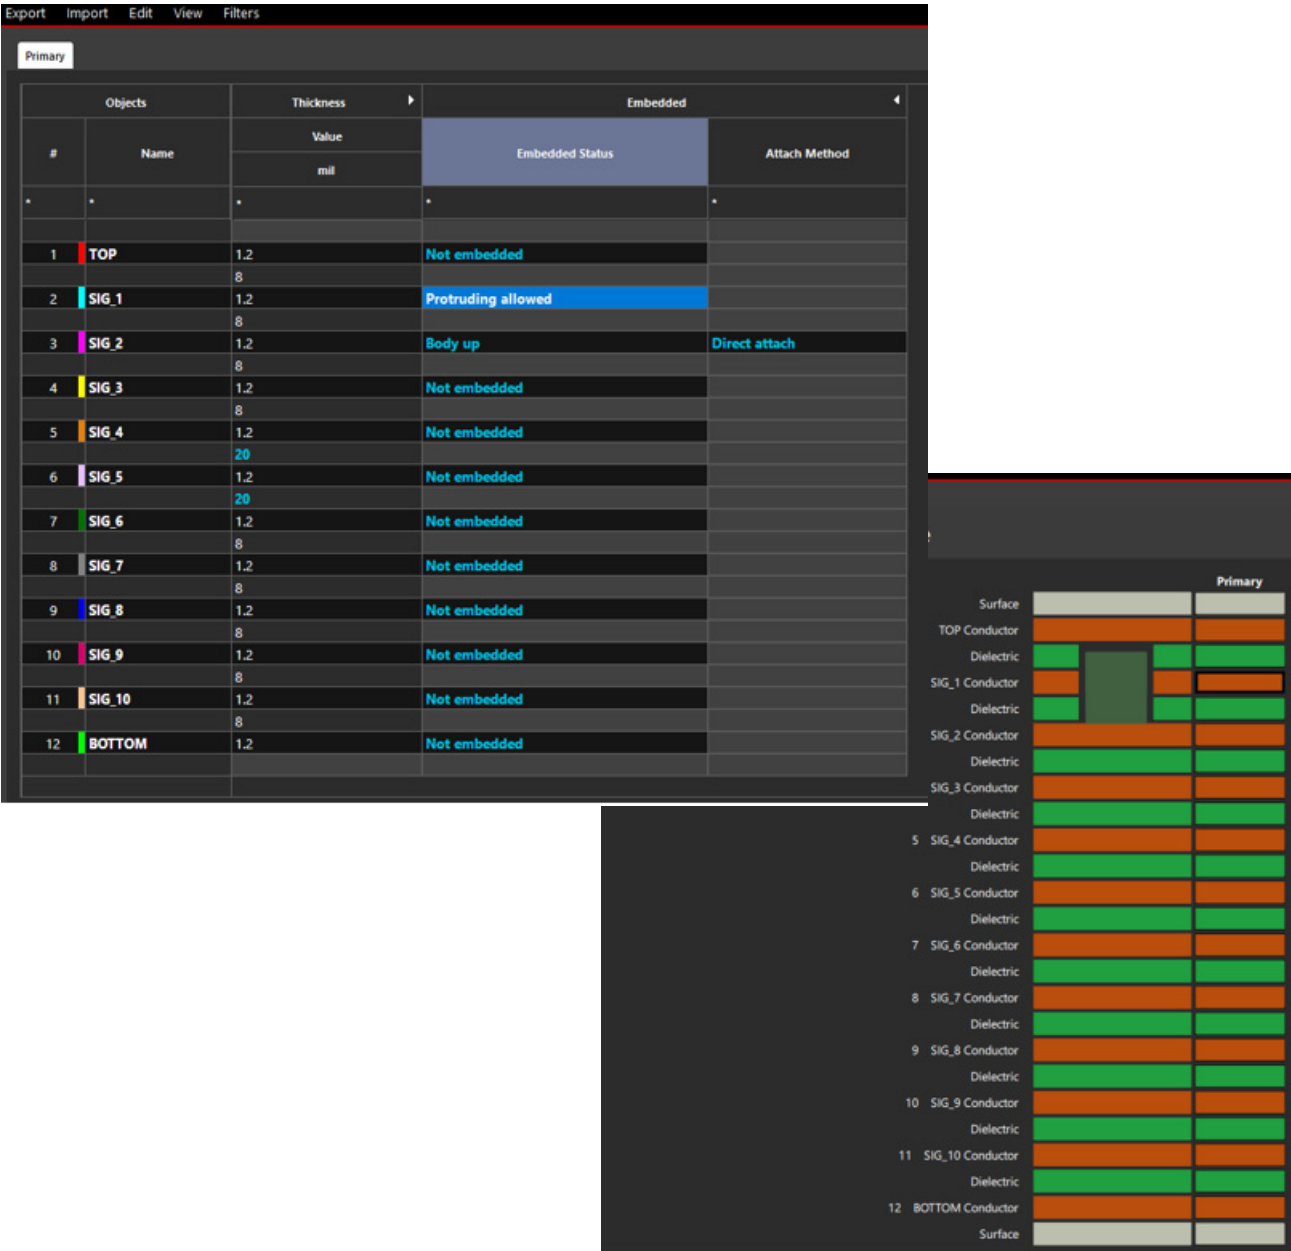 Export Import Edit View Filters
Primary
Objects Thickness Embedded
# Name Value Embedded Status Attach Method
mil
* * * * *
1 TOP 1.2 Not embedded
8
2 SIG_1 1.2 Protruding allowed
8
3 SIG_2 1.2 Body up Direct attach
8
4 SIG_3 1.2 Not embedded
8
5 SIG_4 1.2 Not embedded
20
6 SIG_5 1.2 Not embedded
20
7 SIG_6 1.2 Not embedded
8
8 SIG_7 1.2 Not embedded
8
9 SIG_8 1.2 Not embedded
8
10 SIG_9 1.2 Not embedded
8
11 SIG_10 1.2 Not embedded
8
12 BOTTOM 1.2 Not embedded
Primary
Surface
TOP Conductor
Dielectric
SIG_1 Conductor
Dielectric
SIG_2 Conductor
Dielectric
SIG_3 Conductor
Dielectric
5 SIG_4 Conductor
Dielectric
6 SIG_5 Conductor
Dielectric
7 SIG_6 Conductor
Dielectric
8 SIG_7 Conductor
Dielectric
9 SIG_8 Conductor
Dielectric
10 SIG_9 Conductor
Dielectric
11 SIG_10 Conductor
Dielectric
12 BOTTOM Conductor
Surface